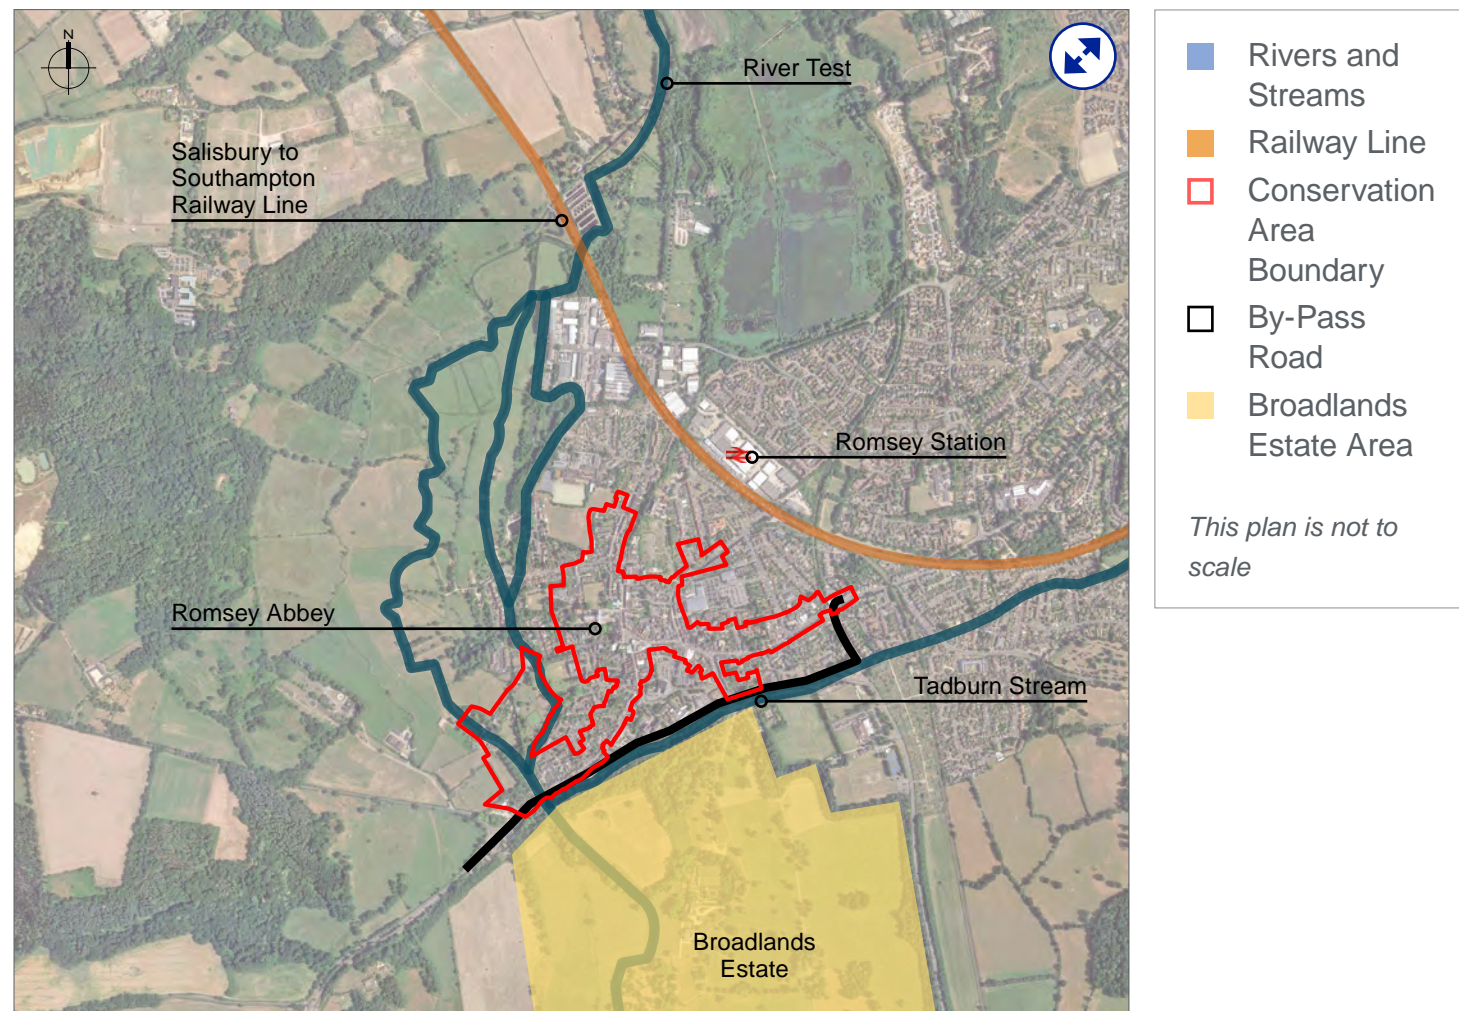 N
River Test
Salisbury to
Southampton
Railway Line
Romsey Station
Romsey Abbey
Tadburn Stream
Broadlands
Estate
Rivers and
Streams
Railway Line
Conservation
Area
Boundary
By-Pass
Road
Broadlands
Estate Area
This plan is not to
scale